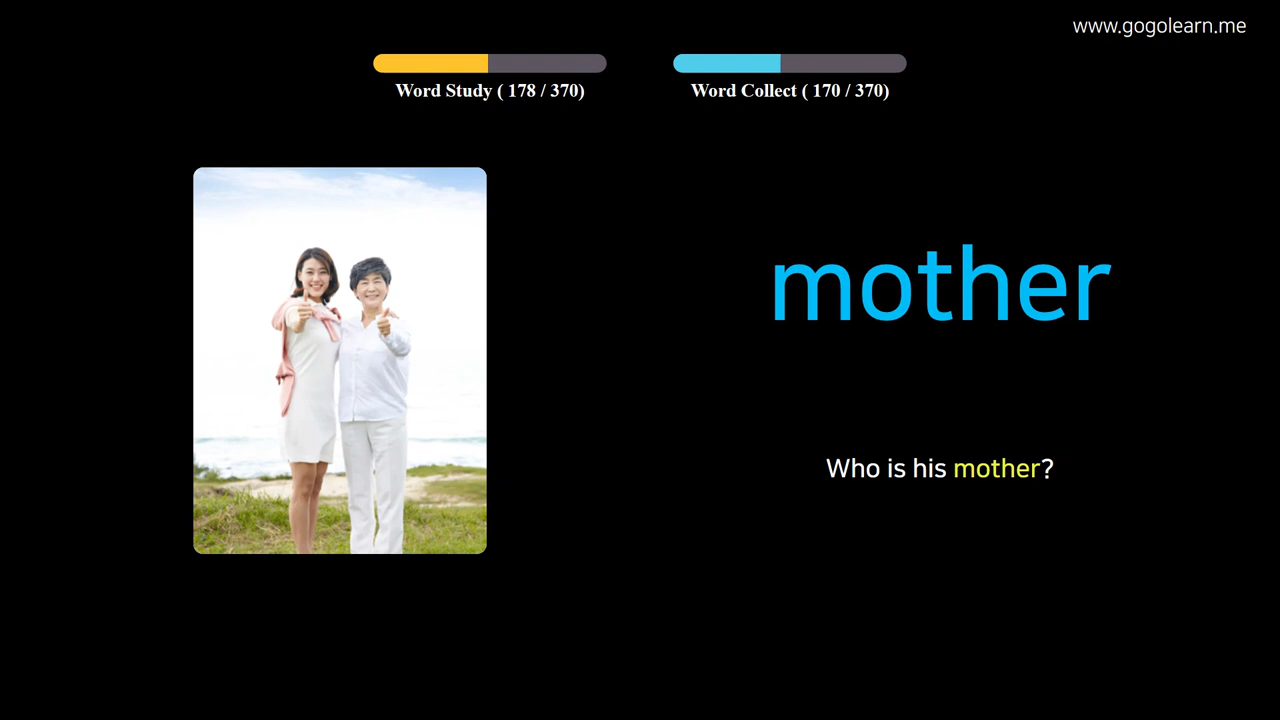 www.gogolearn.me
Word Study ( 178 / 370)
Word Collect ( 170 / 370)
mother
Who is his mother?